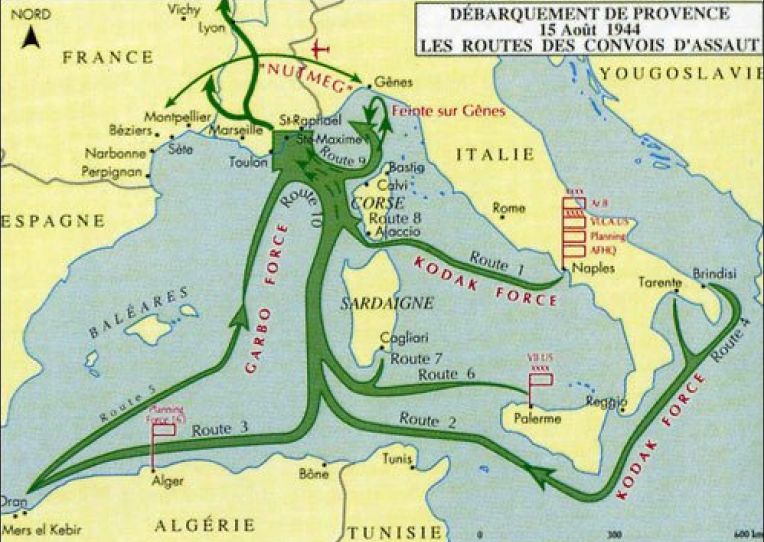 NORD
DÉBARQUEMENT DE PROVENCE
15 Août 1944
LES ROUTES DES CONVOIS D'ASSAUT
Vichy
Lyon
FRANCE
YOUGOSLAVIE
"NUTMEG"
Gênes
Feinte sur Gênes
Montpellier
St-Raphael
Béziers
Marseille
Ste-Maxime
Sète
Narbonne
Toulon
Route 9
Bastia
ITALIE
Perpignan
Calvi
CORSE
ESPAGNE
Route 10
Route 8
Ajaccio
Rome
xxxx
Ar.8
xxxx
VI.C.A.US
Planning
AFHQ
Route 1
KODAK FORCE
Naples
Tarente
Brindisi
BALÉARES
GARBO FORCE
SARDAIGNE
Cagliari
Route 7
Route 6
VII US
xxxx
Route 4
Route 5
Planning
Force 163
Route 3
Route 2
Palerme
Reggio
KODAK FORCE
Oran
Mers el Kebir
Alger
Bône
Tunis
ALGÉRIE
TUNISIE
0 300 600 km